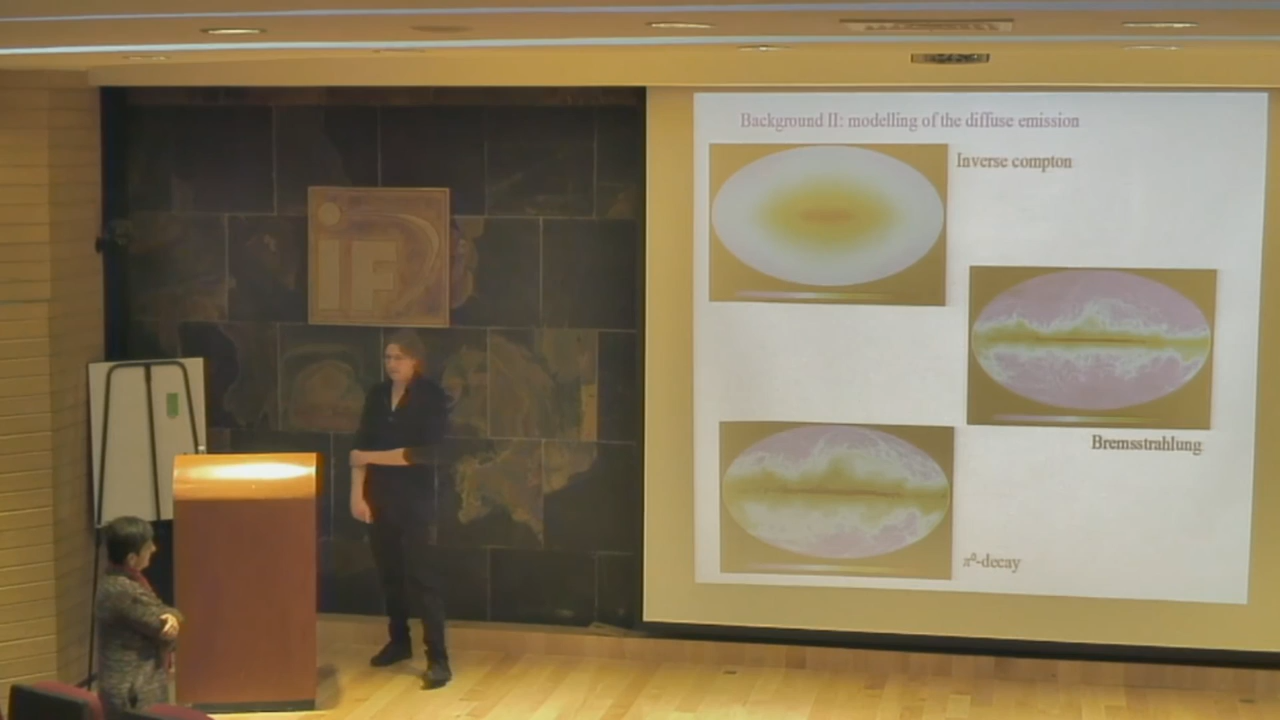 IF
Background II: modelling of the diffuse emission
Inverse compton
Bremsstrahlung
π⁰-decay